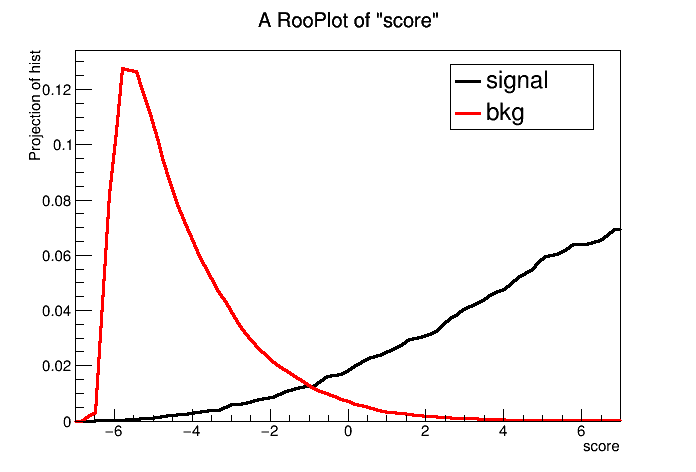 A RooPlot of "score"
Projection of hist
signal
bkg
0.12
0.1
0.08
0.06
0.04
0.02
0
−6 −4 −2 0 2 4 6
score